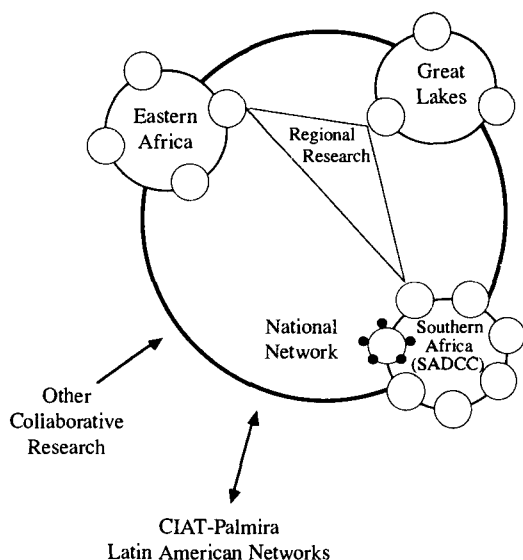 Eastern
Africa
Great
Lakes
Regional
Research
National
Network
Southern
Africa
(SADCC)
Other
Collaborative
Research
CIAT-Palmira
Latin American Networks